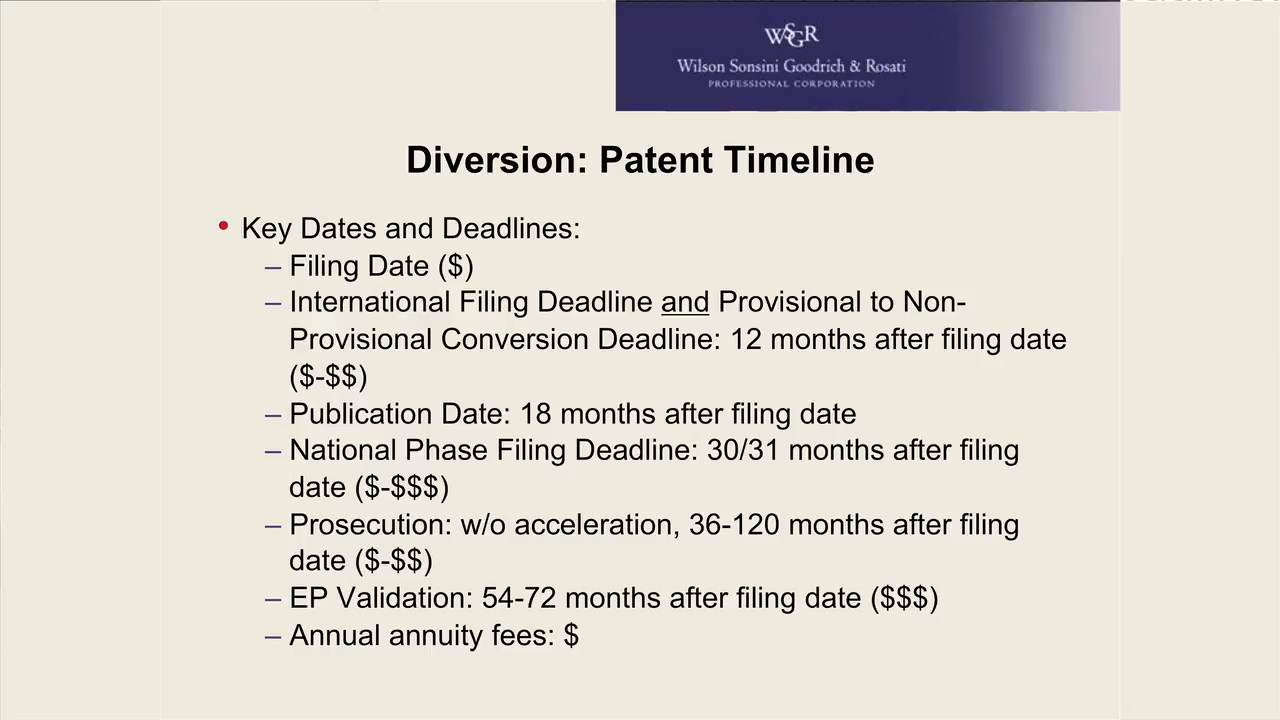 WSGR
Wilson Sonsini Goodrich & Rosati
PROFESSIONAL CORPORATION
Diversion: Patent Timeline
• Key Dates and Deadlines:
– Filing Date ($)
– International Filing Deadline and Provisional to Non-
Provisional Conversion Deadline: 12 months after filing date
($-$$)
– Publication Date: 18 months after filing date
– National Phase Filing Deadline: 30/31 months after filing
date ($-$$$)
– Prosecution: w/o acceleration, 36-120 months after filing
date ($-$$)
– EP Validation: 54-72 months after filing date ($$$)
– Annual annuity fees: $